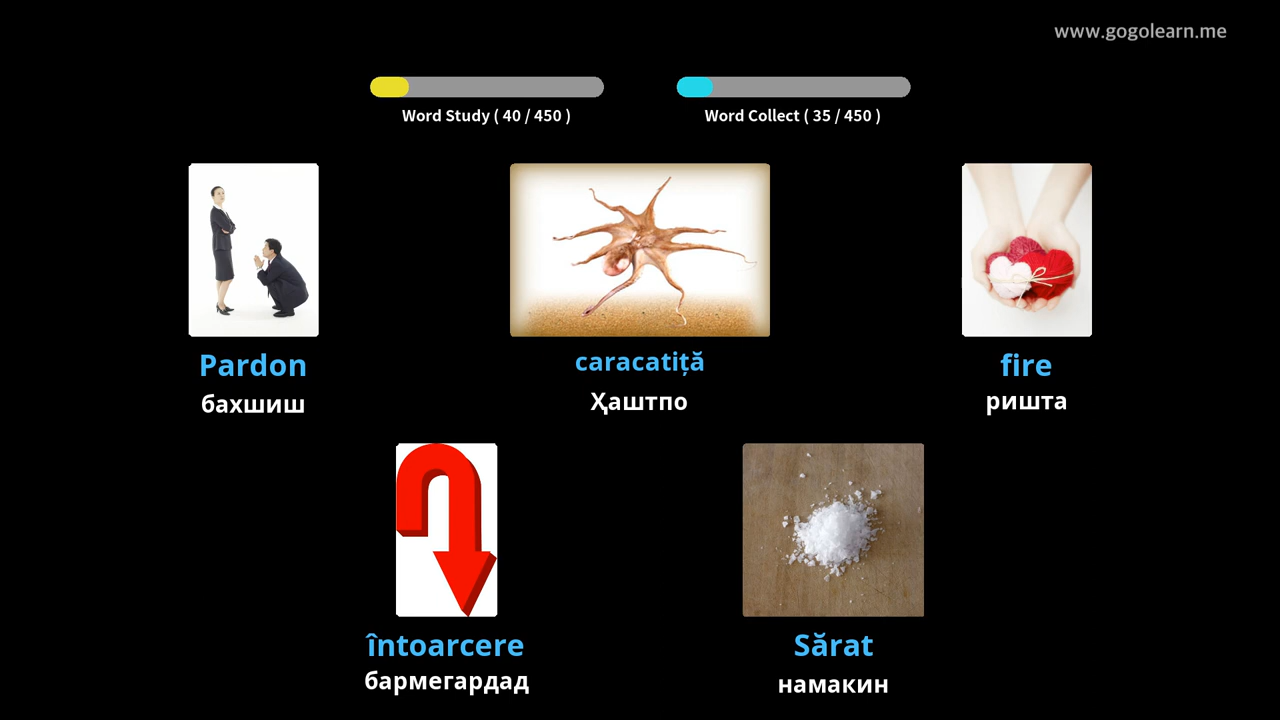 www.gogolearn.me
Word Study ( 40 / 450 )
Word Collect ( 35 / 450 )
Pardon
бахшиш
caracatiță
Ҳаштпо
fire
ришта
întoarcere
бармегардад
Sărat
намакин